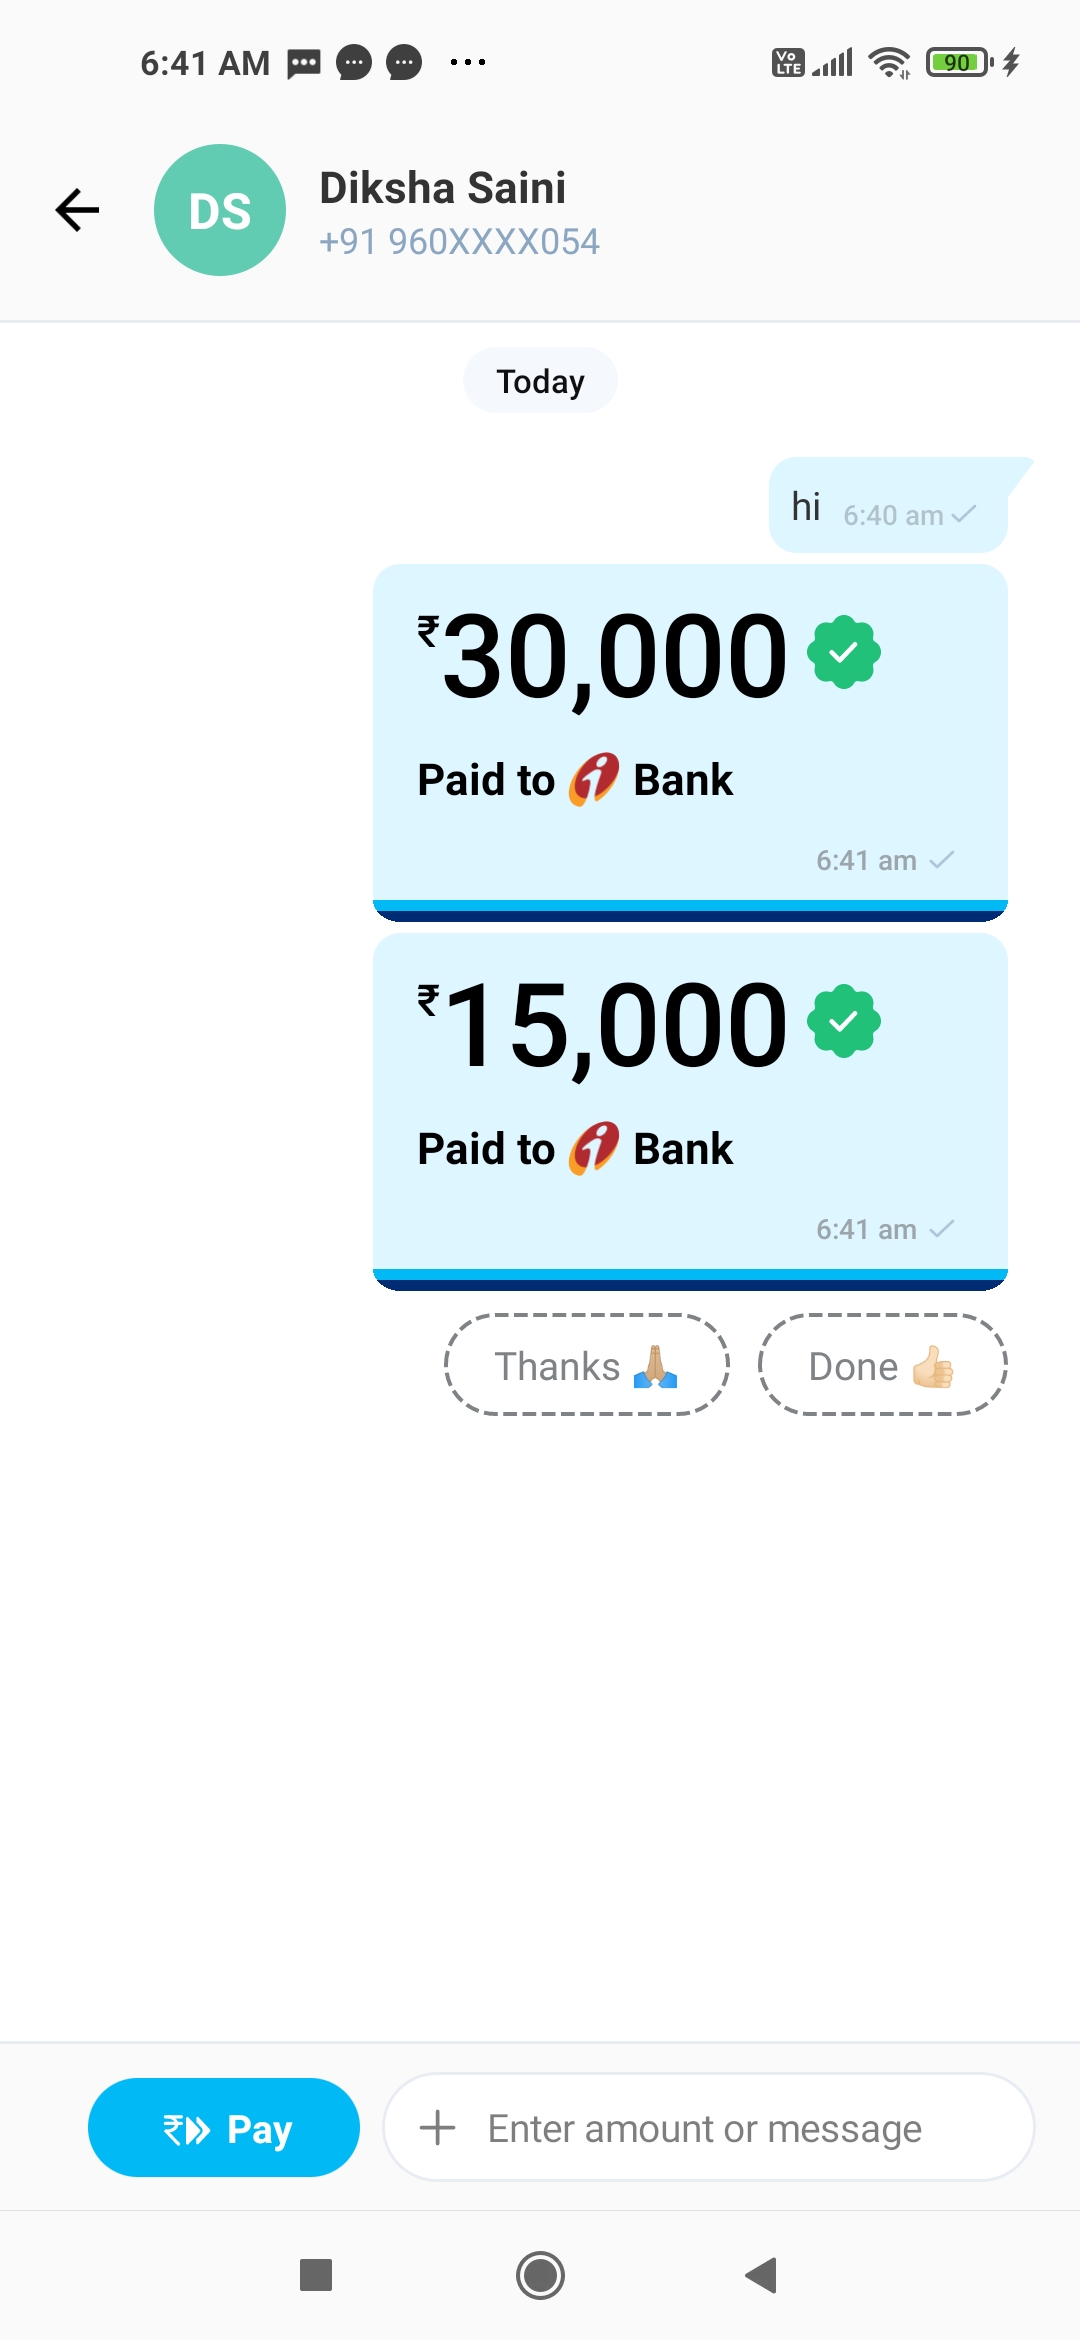 6:41 AM
Vo LTE
90
DS
Diksha Saini
+91 960XXXX054
Today
hi 6:40 am
₹30,000
Paid to i Bank
6:41 am
₹15,000
Paid to i Bank
6:41 am
Thanks 🙏🏼
Done 👍🏻
₹ Pay
+ Enter amount or message